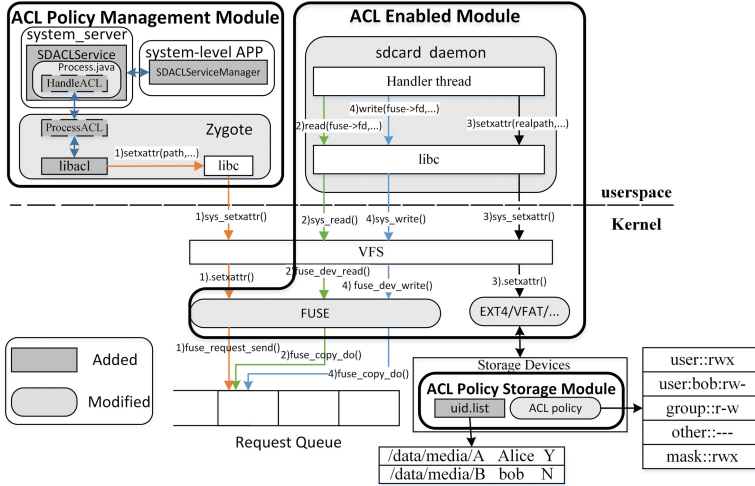 ACL Policy Management Module
system_server
SDACLService
Process.java
HandleACL
system-level APP
SDACLServiceManager
ProcessACL
Zygote
libacl
1)setxattr(path,...)
libc
ACL Enabled Module
sdcard daemon
Handler thread
4)write(fuse->fd,...)
2)read(fuse->fd,...)
3)setxattr(realpath,...)
libc
userspace
Kernel
1)sys_setxattr()
2)sys_read()
4)sys_write()
3)sys_setxattr()
VFS
1).setxattr()
2)fuse_dev_read()
4) fuse_dev_write()
3).setxattr()
FUSE
EXT4/VFAT/...
1)fuse_request_send()
2)fuse_copy_do()
4)fuse_copy_do()
Request Queue
Added
Modified
Storage Devices
ACL Policy Storage Module
uid.list
ACL policy
/data/media/A Alice Y
/data/media/B bob N
user::rwx
user:bob:rw-
group::r-w
other::---
mask::rwx